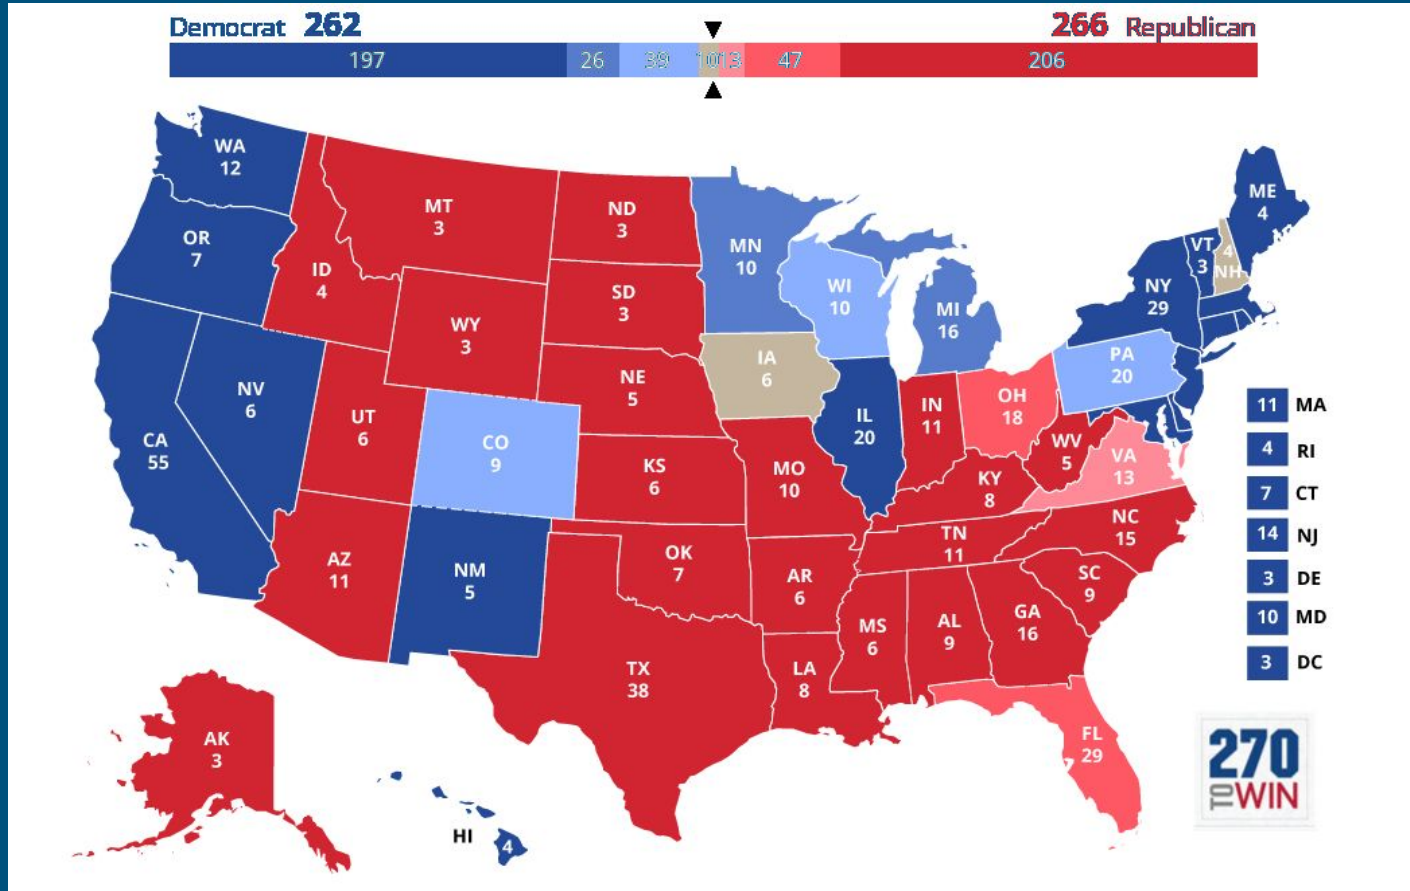 Democrat 262
266 Republican
197 26 39 10 13 47 206
WA
12
OR
7
CA
55
NV
6
ID
4
MT
3
WY
3
UT
6
AZ
11
CO
9
NM
5
ND
3
SD
3
NE
5
KS
6
OK
7
TX
38
MN
10
IA
6
MO
10
AR
6
LA
8
WI
10
IL
20
MI
16
IN
11
OH
18
KY
8
TN
11
MS
6
AL
9
GA
16
FL
29
SC
9
NC
15
VA
13
WV
5
PA
20
NY
29
VT
3
4
NH
ME
4
11 MA
4 RI
7 CT
14 NJ
3 DE
10 MD
3 DC
AK
3
HI
4
270
TO WIN